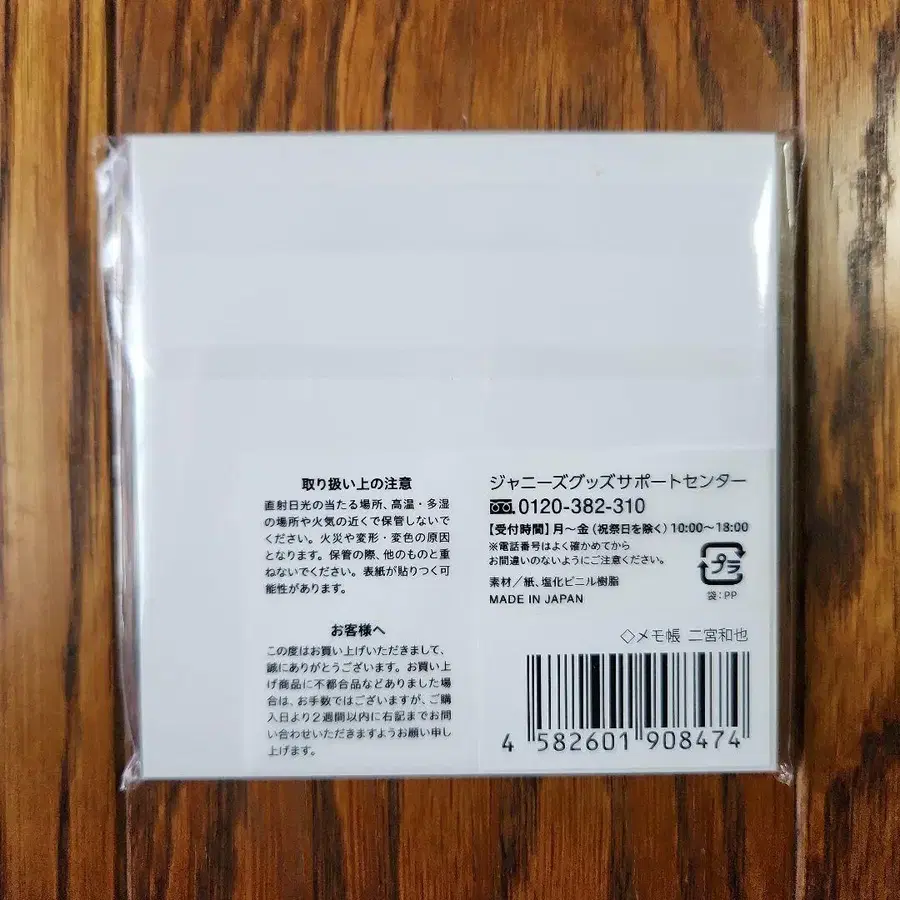 取り扱い上の注意
直射日光の当たる場所、高温・多湿
の場所や火気の近くで保管しないで
ください。火災や変形・変色の原因
となります。保管の際、他のものと重
ねないでください。表紙が貼りつく可
能性があります。
お客様へ
この度はお買い上げいただきまして、
誠にありがとうございます。お買い上
げ商品に不都合品などありました場合
は、お手数ではございますが、ご購
入日より2週間以内に右記までお問
い合わせいただきますようお願い申し
上げます。
ジャニーズグッズサポートセンター
0120-382-310
【受付時間】月〜金(祝祭日を除く)10:00〜18:00
※電話番号はよく確かめてから
お間違いのないようにご注意ください。
素材/紙、塩化ビニル樹脂
MADE IN JAPAN
プラ
袋:PP
◇メモ帳 二宮和也
4 582601 908474